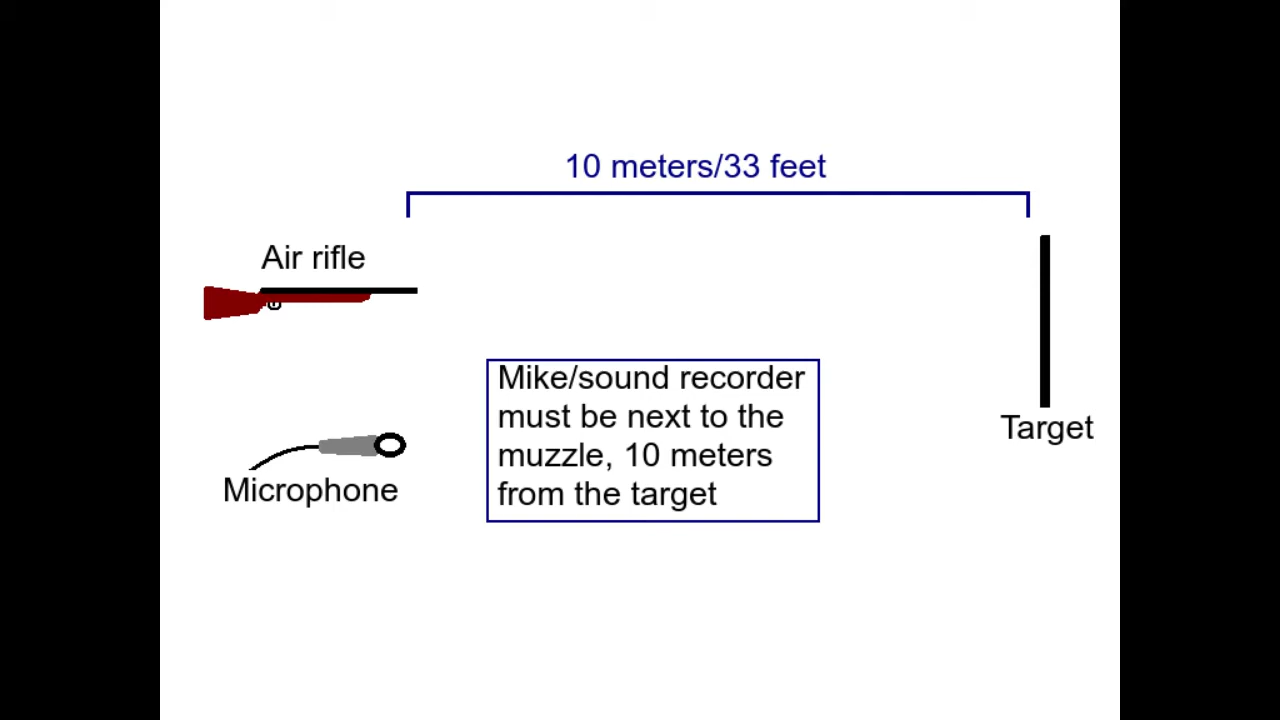 10 meters/33 feet
Air rifle
Mike/sound recorder
must be next to the
muzzle, 10 meters
from the target
Target
Microphone